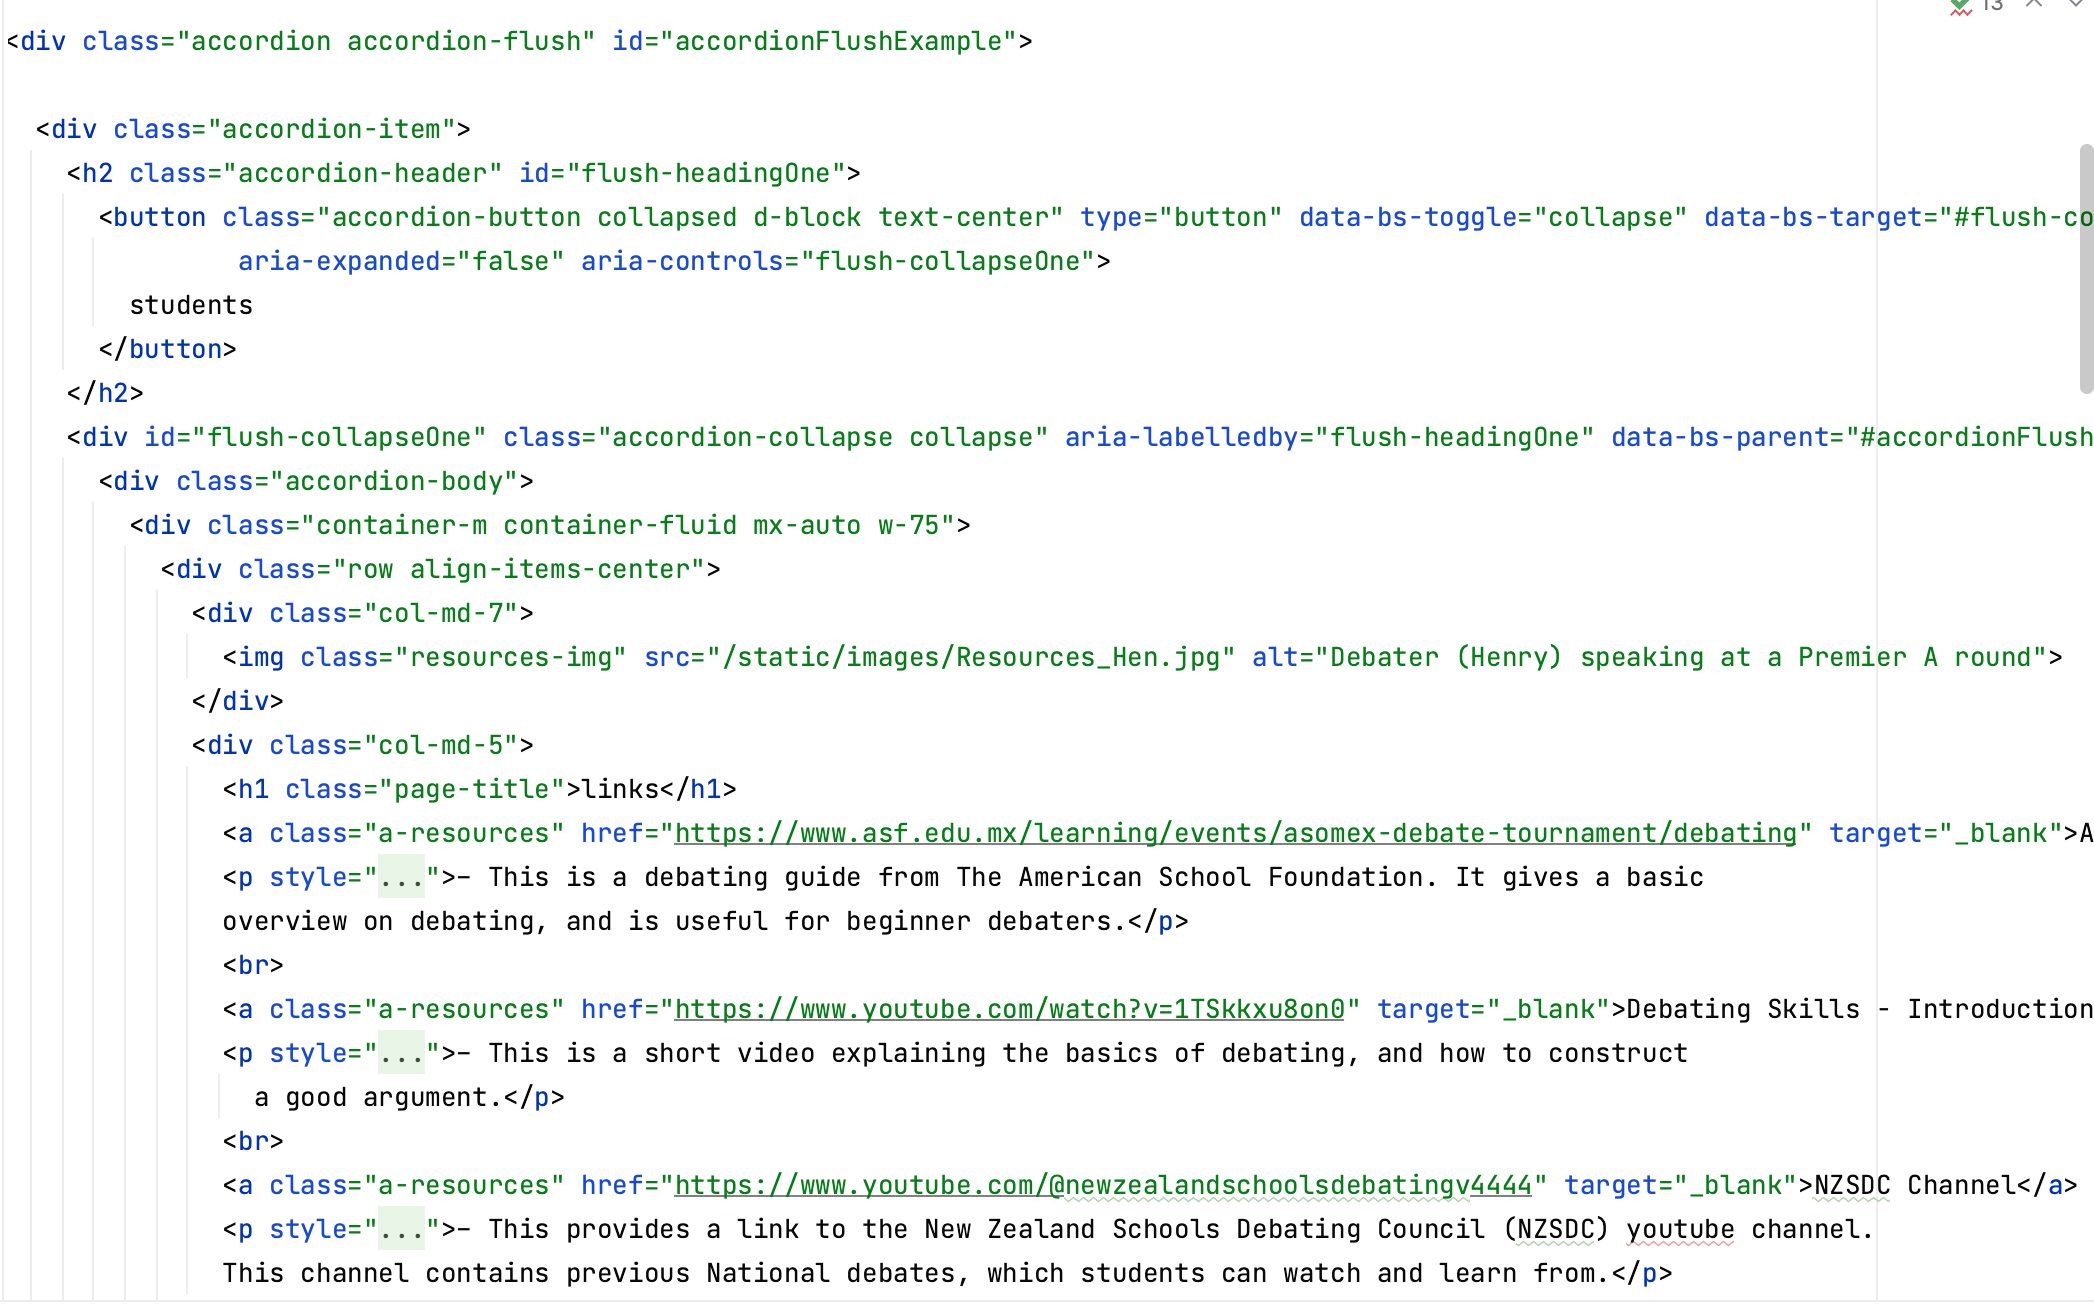 13
<div class="accordion accordion-flush" id="accordionFlushExample">
<div class="accordion-item">
<h2 class="accordion-header" id="flush-headingOne">
<button class="accordion-button collapsed d-block text-center" type="button" data-bs-toggle="collapse" data-bs-target="#flush-co
aria-expanded="false" aria-controls="flush-collapseOne">
students
</button>
</h2>
<div id="flush-collapseOne" class="accordion-collapse collapse" aria-labelledby="flush-headingOne" data-bs-parent="#accordionFlush
<div class="accordion-body">
<div class="container-m container-fluid mx-auto w-75">
<div class="row align-items-center">
<div class="col-md-7">
<img class="resources-img" src="/static/images/Resources_Hen.jpg" alt="Debater (Henry) speaking at a Premier A round">
</div>
<div class="col-md-5">
<h1 class="page-title">links</h1>
<a class="a-resources" href="https://www.asf.edu.mx/learning/events/asomex-debate-tournament/debating" target="_blank">A
<p style="...">- This is a debating guide from The American School Foundation. It gives a basic
overview on debating, and is useful for beginner debaters.</p>
<br>
<a class="a-resources" href="https://www.youtube.com/watch?v=1TSkkxu8on0" target="_blank">Debating Skills - Introduction
<p style="...">- This is a short video explaining the basics of debating, and how to construct
a good argument.</p>
<br>
<a class="a-resources" href="https://www.youtube.com/@newzealandschoolsdebatingv4444" target="_blank">NZSDC Channel</a>
<p style="...">- This provides a link to the New Zealand Schools Debating Council (NZSDC) youtube channel.
This channel contains previous National debates, which students can watch and learn from.</p>